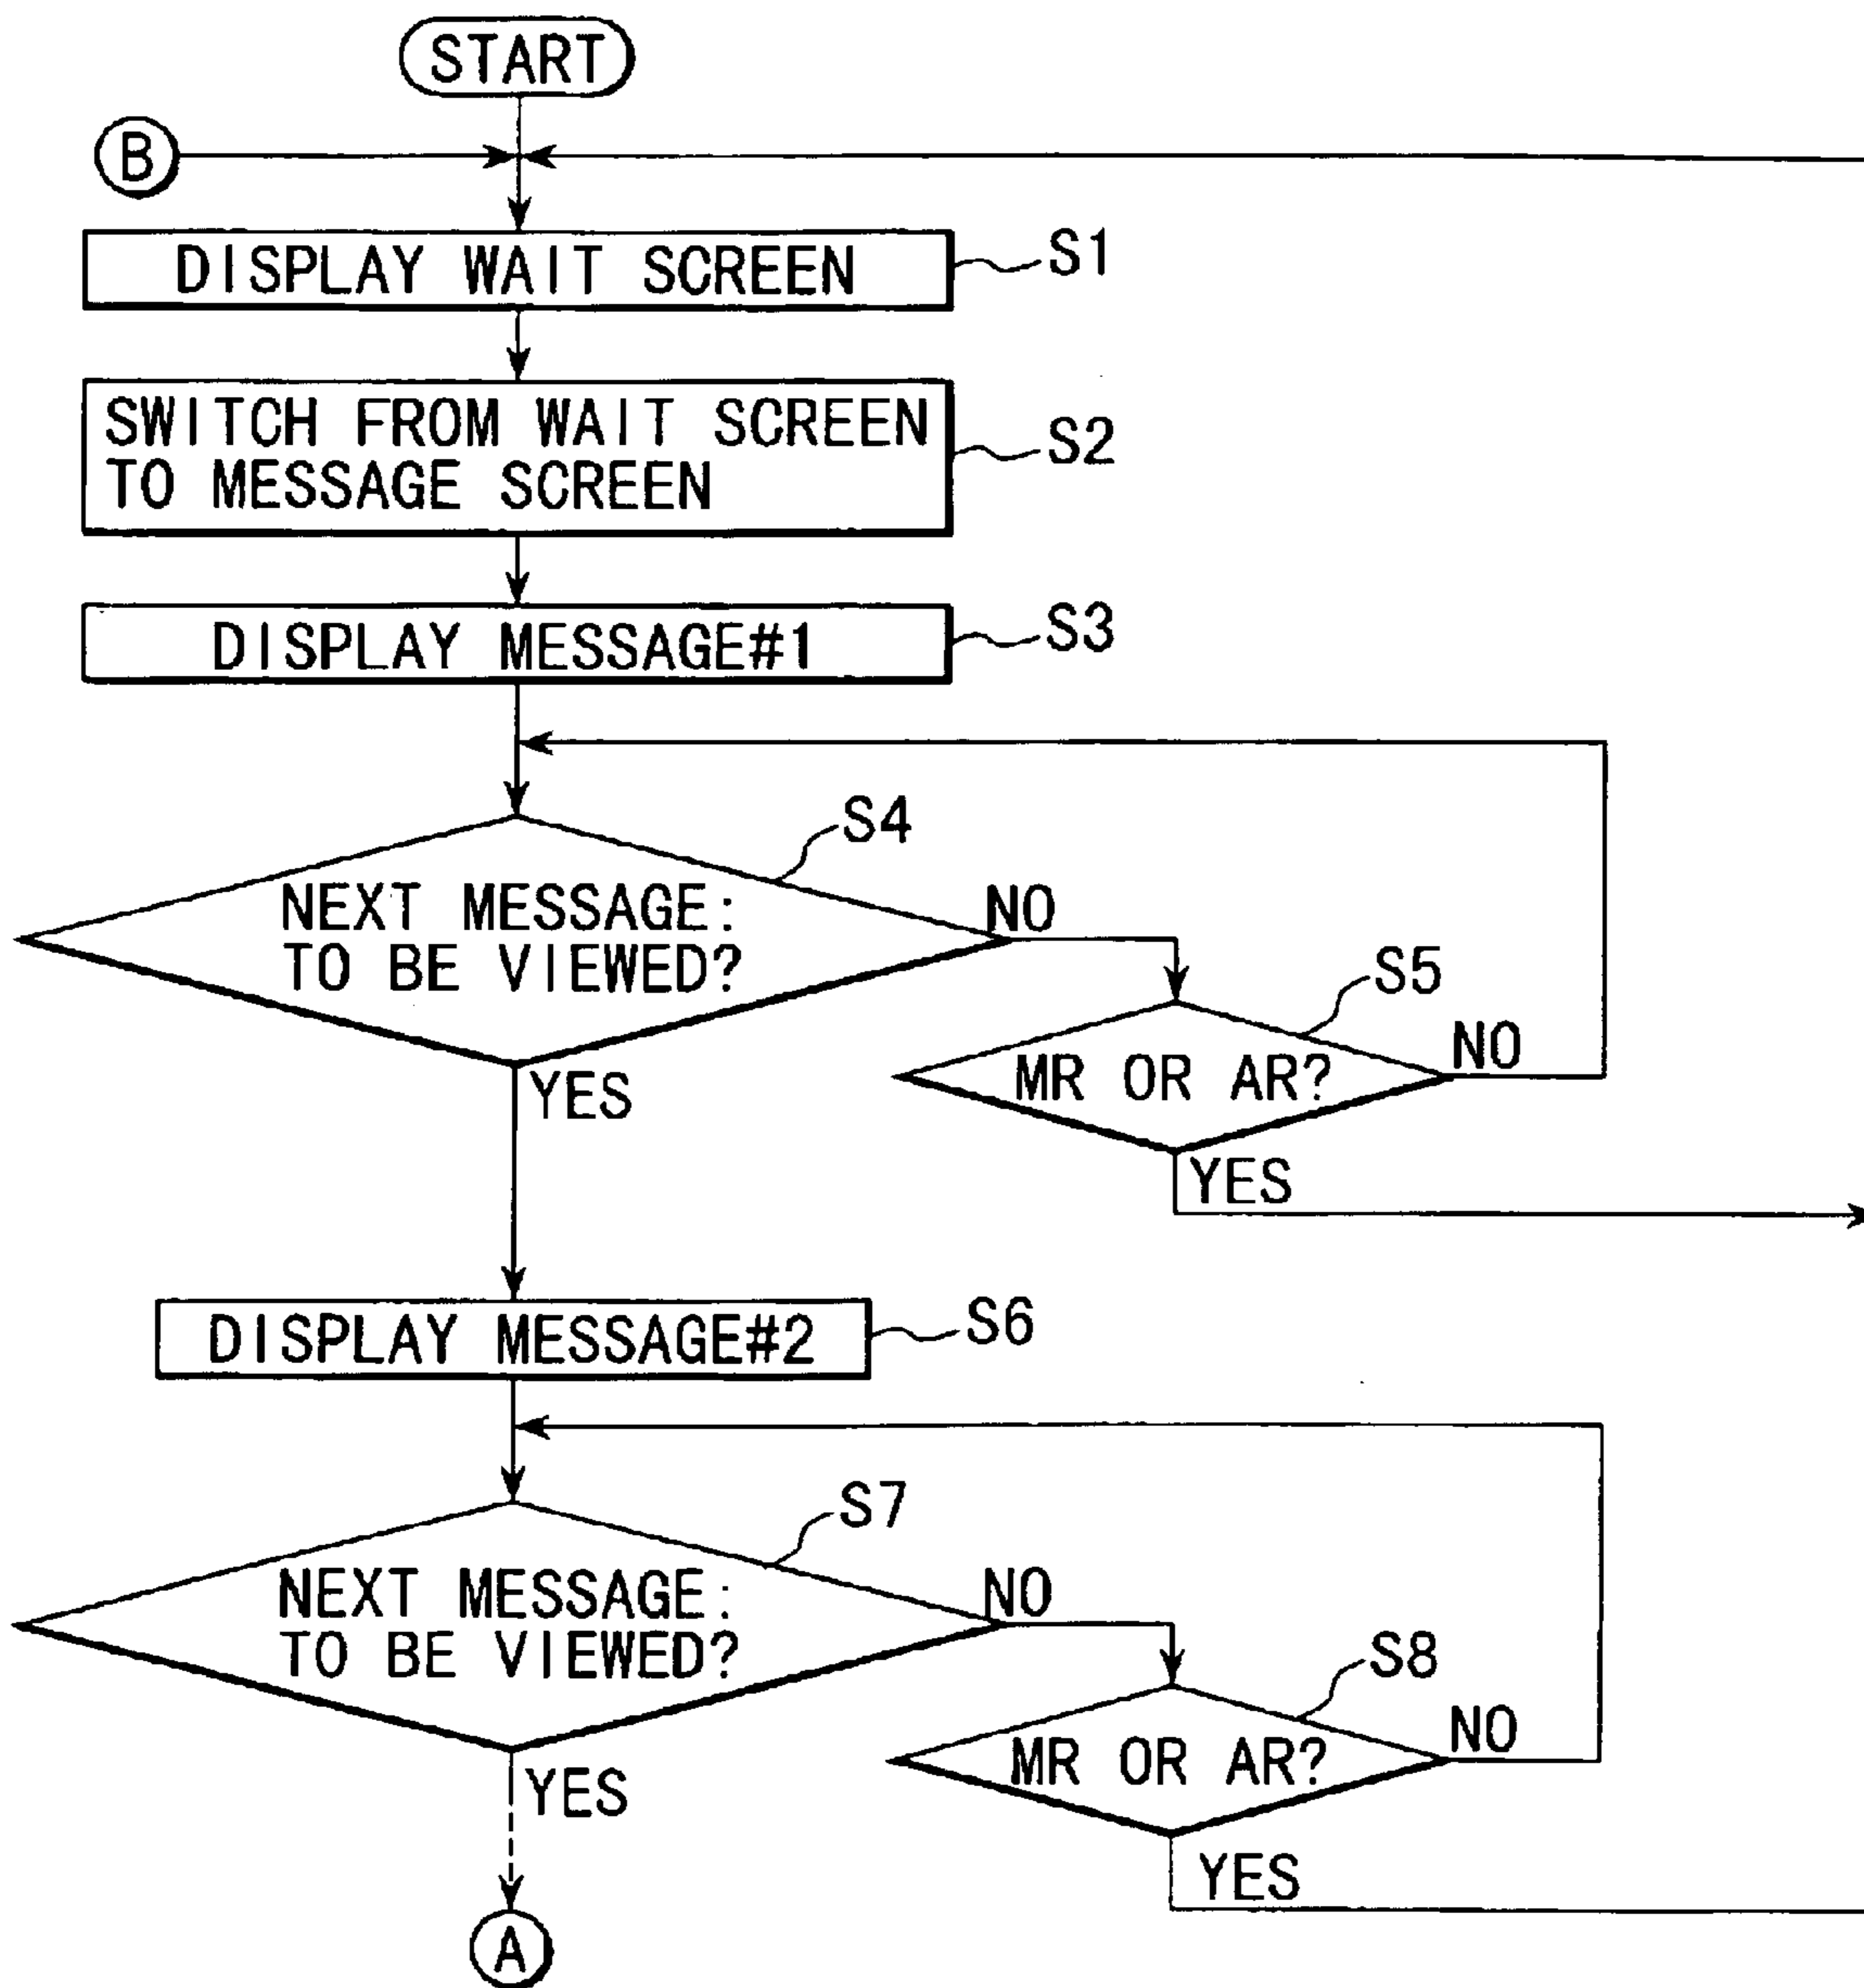 START
B
DISPLAY WAIT SCREEN
S1
SWITCH FROM WAIT SCREEN
TO MESSAGE SCREEN
S2
DISPLAY MESSAGE#1
S3
S4
NEXT MESSAGE:
TO BE VIEWED?
NO
S5
MR OR AR?
NO
YES
YES
DISPLAY MESSAGE#2
S6
S7
NEXT MESSAGE:
TO BE VIEWED?
NO
S8
MR OR AR?
NO
YES
YES
A